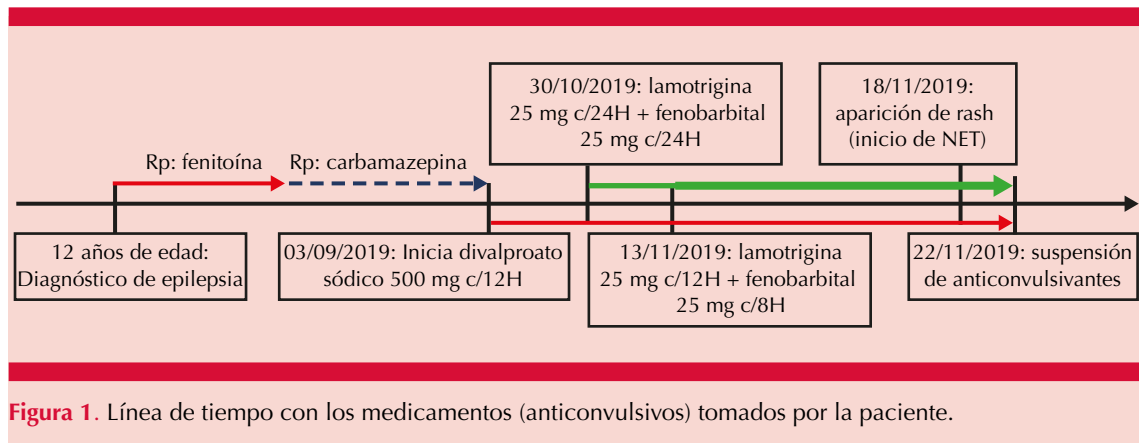 30/10/2019: lamotrigina
25 mg c/24H + fenobarbital
25 mg c/24H
18/11/2019:
aparición de rash
(inicio de NET)
Rp: fenitoína
Rp: carbamazepina
12 años de edad:
Diagnóstico de epilepsia
03/09/2019: Inicia divalproato
sódico 500 mg c/12H
13/11/2019: lamotrigina
25 mg c/12H + fenobarbital
25 mg c/8H
22/11/2019: suspensión
de anticonvulsivantes
Figura 1. Línea de tiempo con los medicamentos (anticonvulsivos) tomados por la paciente.